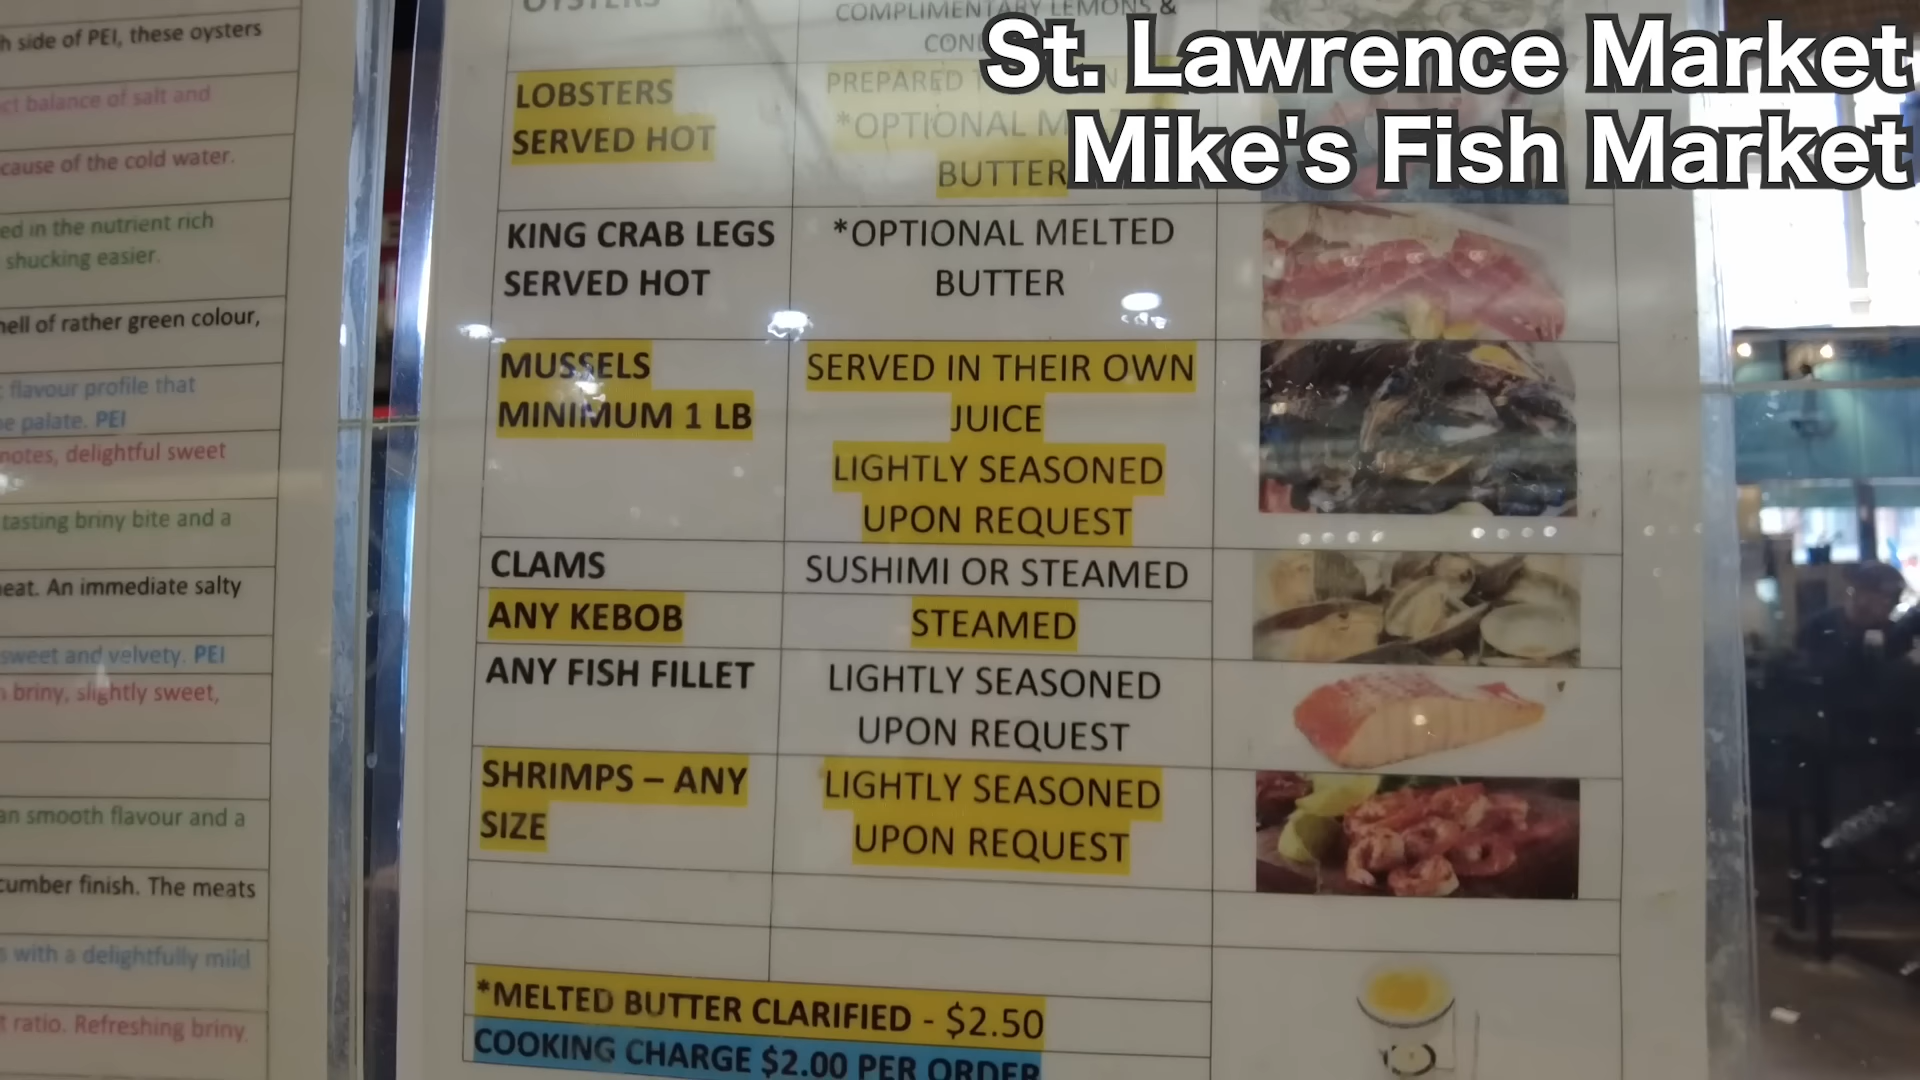 St. Lawrence Market
Mike's Fish Market
h side of PEI, these oysters
ct balance of salt and
cause of the cold water.
ed in the nutrient rich
shucking easier.
hell of rather green colour,
flavour profile that
e palate. PEI
notes, delightful sweet
tasting briny bite and a
eat. An immediate salty
sweet and velvety. PEI
briny, slightly sweet,
an smooth flavour and a
cumber finish. The meats
s with a delightfully mild
t ratio. Refreshing briny.
OYSTERS
COMPLIMENTARY LEMONS &
LOBSTERS
SERVED HOT
PREPARED
*OPTIONAL
BUTTER
KING CRAB LEGS
SERVED HOT
*OPTIONAL MELTED
BUTTER
MUSSELS
MINIMUM 1 LB
SERVED IN THEIR OWN
JUICE
LIGHTLY SEASONED
UPON REQUEST
CLAMS
SUSHIMI OR STEAMED
ANY KEBOB
STEAMED
ANY FISH FILLET
LIGHTLY SEASONED
UPON REQUEST
SHRIMPS – ANY
SIZE
LIGHTLY SEASONED
UPON REQUEST
*MELTED BUTTER CLARIFIED - $2.50
COOKING CHARGE $2.00 PER ORDER